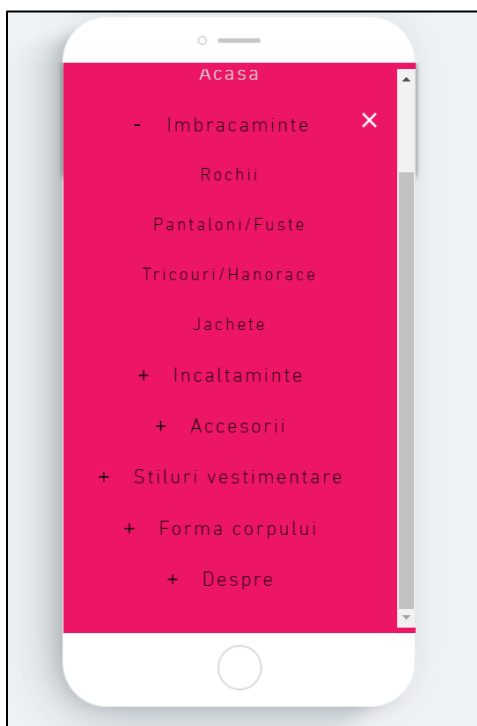 Acasa
- Imbracaminte ×
Rochii
Pantaloni/Fuste
Tricouri/Hanorace
Jachete
+ Incaltaminte
+ Accesorii
+ Stiluri vestimentare
+ Forma corpului
+ Despre